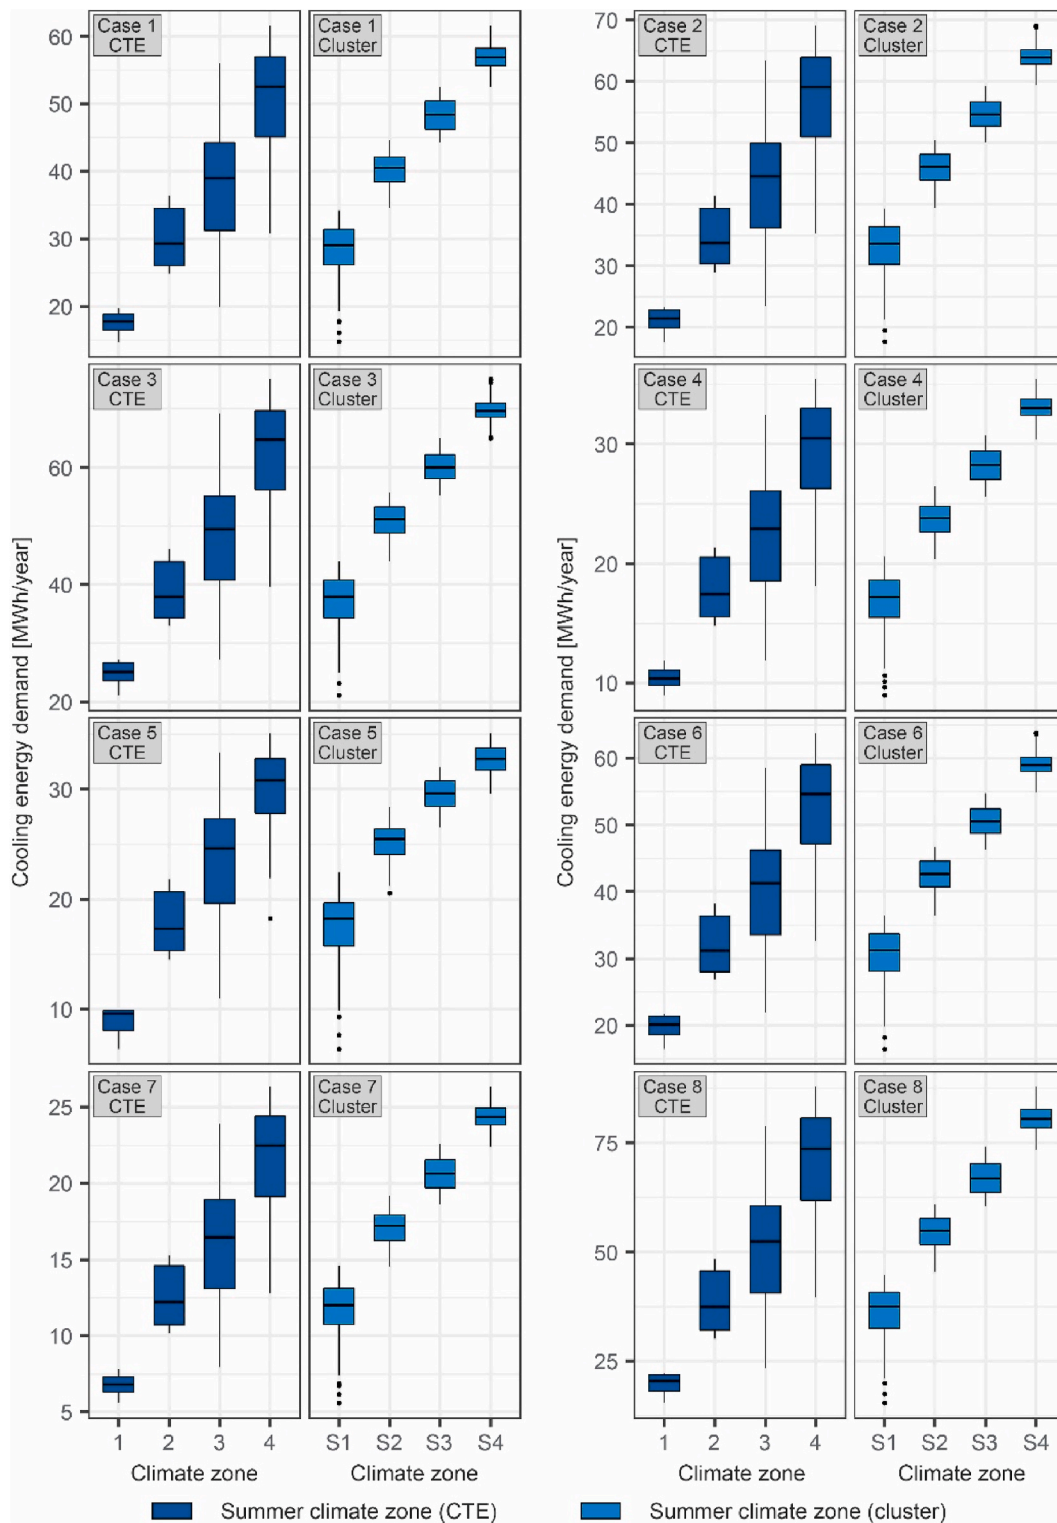 Case 1
CTE
Case 1
Cluster
60
50
40
30
20
Case 2
CTE
Case 2
Cluster
70
60
50
40
30
20
Case 3
CTE
Case 3
Cluster
60
40
20
Case 4
CTE
Case 4
Cluster
30
20
10
Cooling energy demand [MWh/year]
Cooling energy demand [MWh/year]
Case 5
CTE
Case 5
Cluster
30
20
10
Case 6
CTE
Case 6
Cluster
60
50
40
30
20
Case 7
CTE
Case 7
Cluster
25
20
15
10
5
Case 8
CTE
Case 8
Cluster
75
50
25
1 2 3 4 S1 S2 S3 S4
1 2 3 4 S1 S2 S3 S4
Climate zone Climate zone
Climate zone Climate zone
Summer climate zone (CTE)
Summer climate zone (cluster)